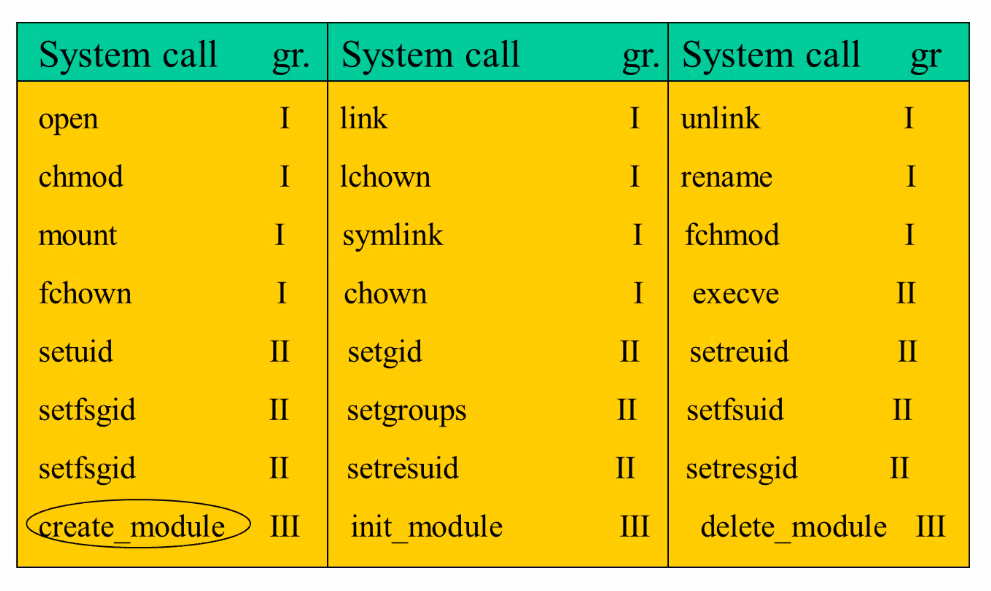 System call gr. System call gr. System call gr
open I link I unlink I
chmod I lchown I rename I
mount I symlink I fchmod I
fchown I chown I execve II
setuid II setgid II setreuid II
setfsgid II setgroups II setfsuid II
setfsgid II setresuid II setresgid II
create_module III init_module III delete_module III